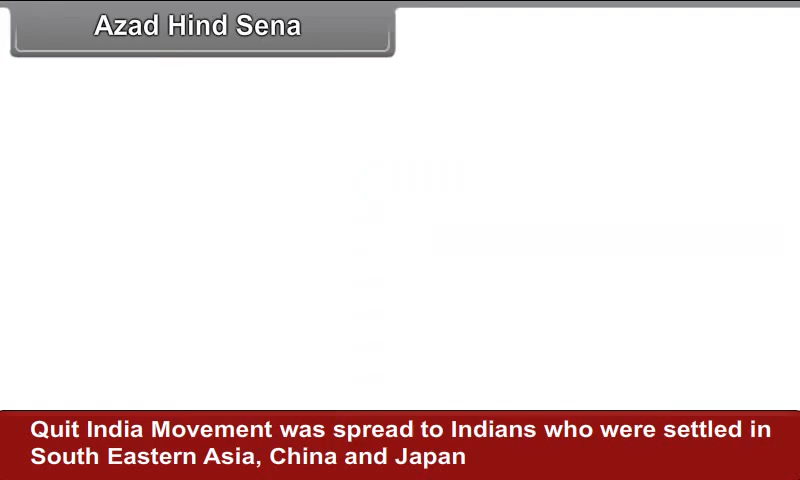 Azad Hind Sena
Quit India Movement was spread to Indians who were settled in
South Eastern Asia, China and Japan